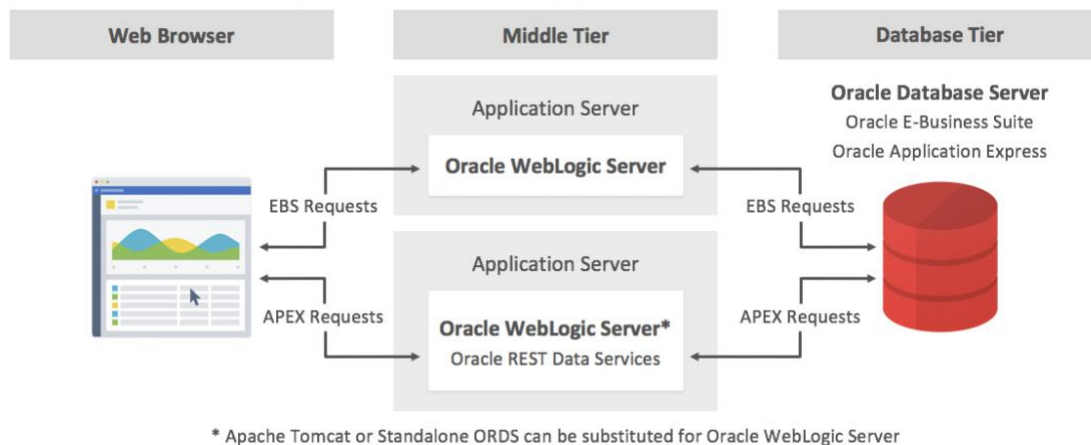 Web Browser
Middle Tier
Database Tier
Application Server
Oracle WebLogic Server
Oracle Database Server
Oracle E-Business Suite
Oracle Application Express
EBS Requests
EBS Requests
Application Server
Oracle WebLogic Server*
Oracle REST Data Services
APEX Requests
APEX Requests
* Apache Tomcat or Standalone ORDS can be substituted for Oracle WebLogic Server